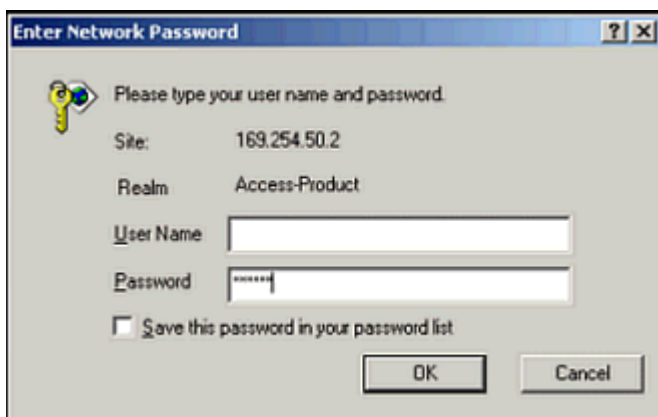 Enter Network Password
Please type your user name and password.
Site: 169.254.50.2
Realm Access-Product
User Name
Password *******
Save this password in your password list
OK Cancel